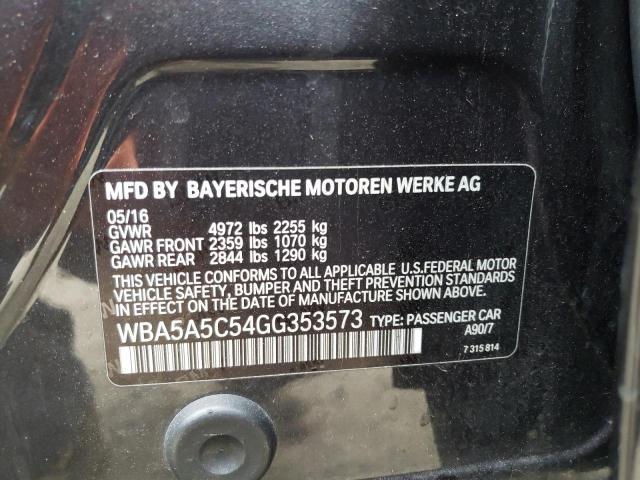 MFD BY BAYERISCHE MOTOREN WERKE AG
05/16
GVWR 4972 lbs 2255 kg
GAWR FRONT 2359 lbs 1070 kg
GAWR REAR 2844 lbs 1290 kg
THIS VEHICLE CONFORMS TO ALL APPLICABLE U.S.FEDERAL MOTOR
VEHICLE SAFETY, BUMPER AND THEFT PREVENTION STANDARDS
IN EFFECT ON THE DATE OF MANUFACTURE SHOWN ABOVE.
WBA5A5C54GG353573 TYPE: PASSENGER CAR
A90/7
7 315 814